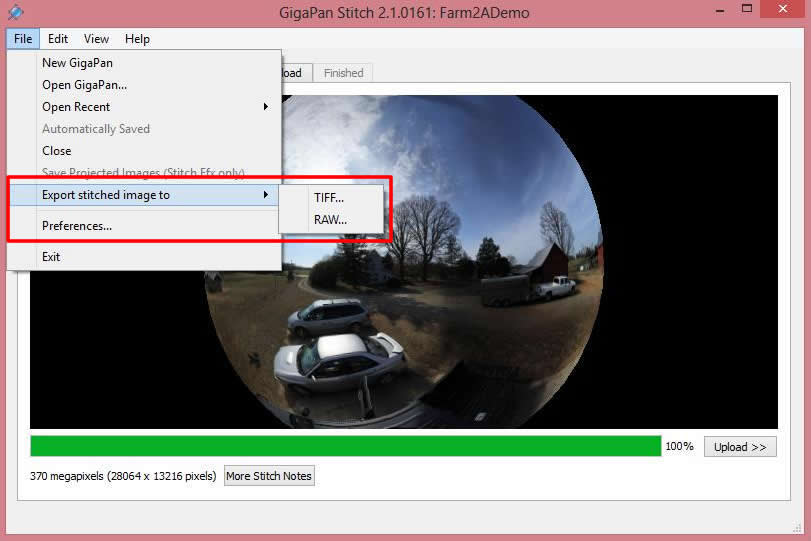 GigaPan Stitch 2.1.0161: Farm2ADemo
File Edit View Help
New GigaPan
Open GigaPan...
Open Recent
Automatically Saved
Close
Save Projected Images (Stitch Efx only)
Export stitched image to
TIFF...
RAW...
Preferences...
Exit
Finished
100%
Upload >>
370 megapixels (28064 x 13216 pixels)
More Stitch Notes